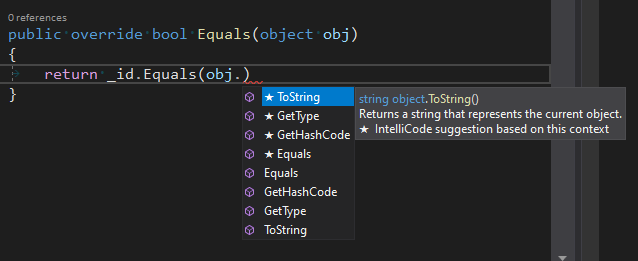 0 references
public override bool Equals(object obj)
{
return _id.Equals(obj.)
}
★ ToString
★ GetType
★ GetHashCode
★ Equals
Equals
GetHashCode
GetType
ToString
string object.ToString()
Returns a string that represents the current object.
★ IntelliCode suggestion based on this context